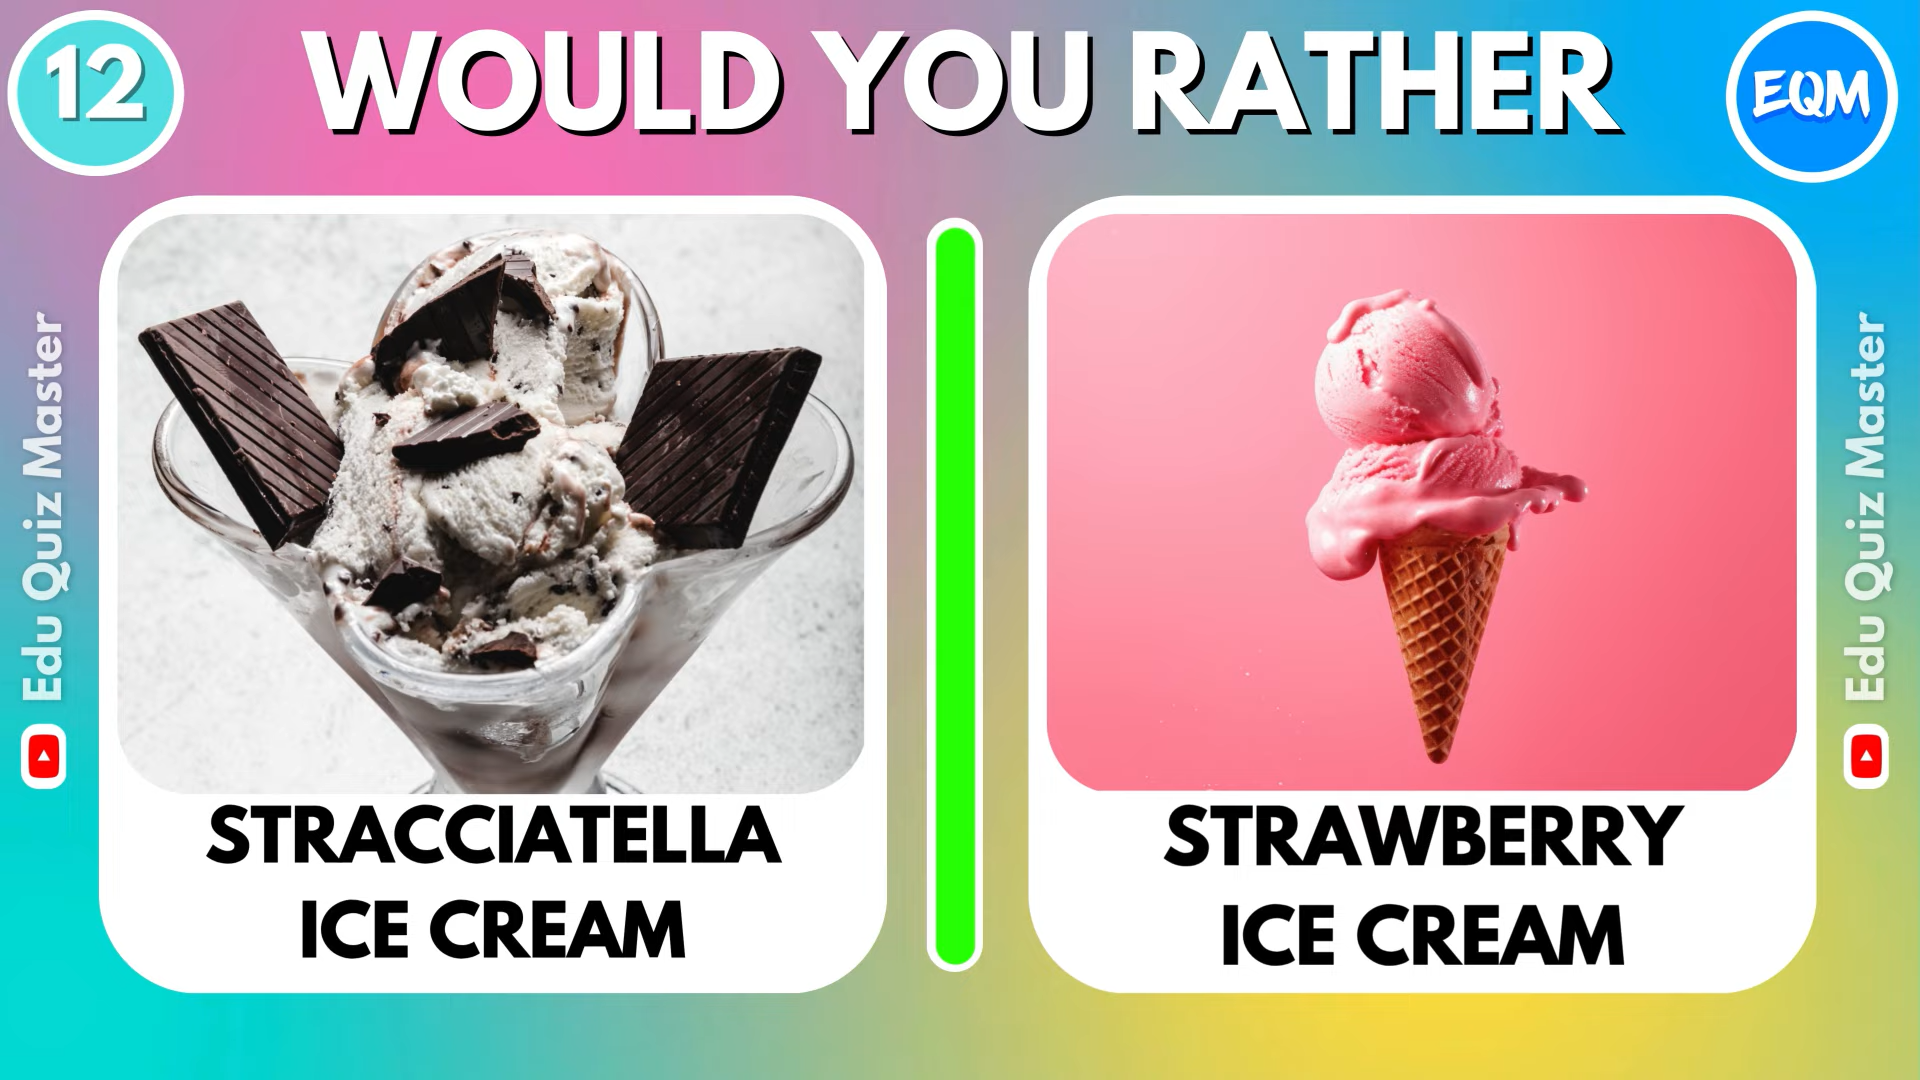 12
WOULD YOU RATHER
EQM
Edu Quiz Master
STRACCIATELLA
ICE CREAM
STRAWBERRY
ICE CREAM
Edu Quiz Master